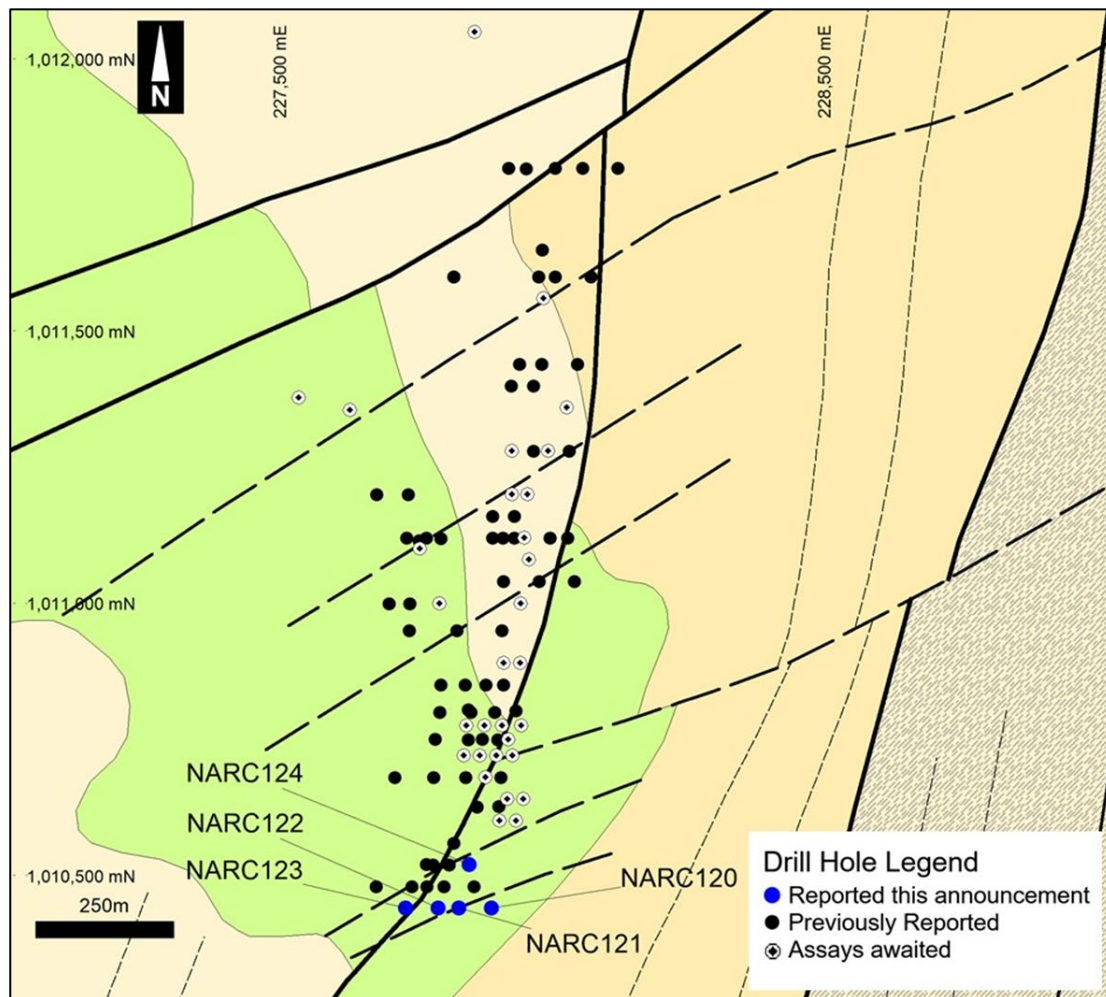 1,012,000 mN
N
227,500 mE
228,500 mE
1,011,500 mN
1,011,000 mN
NARC124
NARC122
NARC123
1,010,500 mN
250m
NARC120
NARC121
Drill Hole Legend
Reported this announcement
Previously Reported
Assays awaited